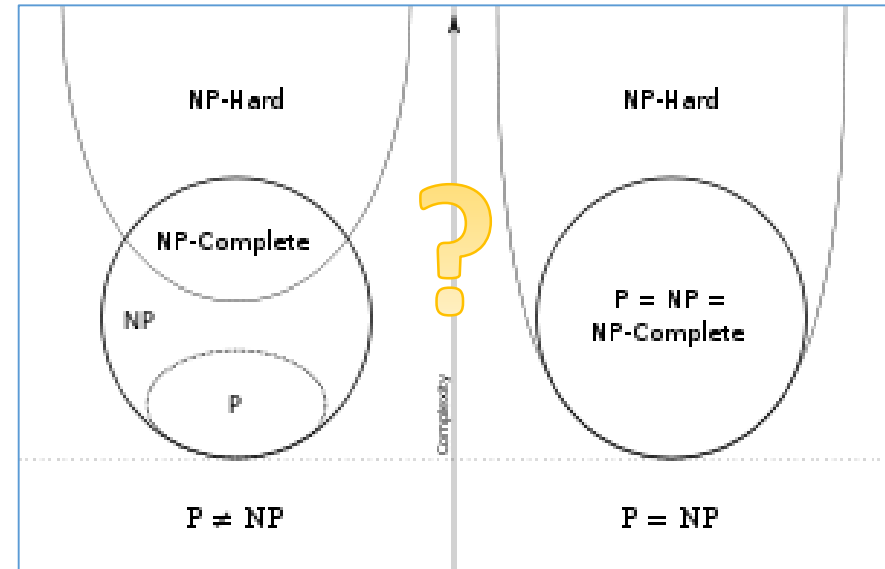 NP-Hard
NP-Complete
NP
P
P ≠ NP
?
Complexity
NP-Hard
P = NP =
NP-Complete
P = NP